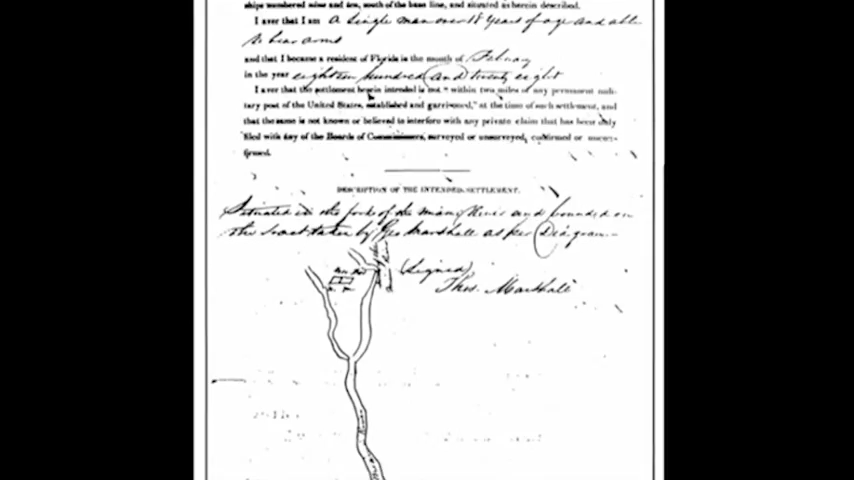 ships numbered nine and ten, south of the base line, and situated as herein described.
I aver that I am a Single man over 18 years of age and able
to bear arms
and that I became a resident of Florida in the month of February
in the year eighteen hundred and twenty eight
I aver that the settlement herein intended is not "within two miles of any permanent mili-
tary post of the United States, established and garrisoned," at the time of such settlement, and
that the same is not known or believed to interfere with any private claim that has been duly
filed with any of the Boards of Commissioners, surveyed or unsurveyed, confirmed or uncon-
firmed.
DESCRIPTION OF THE INTENDED SETTLEMENT.
Situated in the fork of the Miami River and bounded on
the tract taken by Geo Marshall as per Diagram
(Signed)
Thos. Marshall